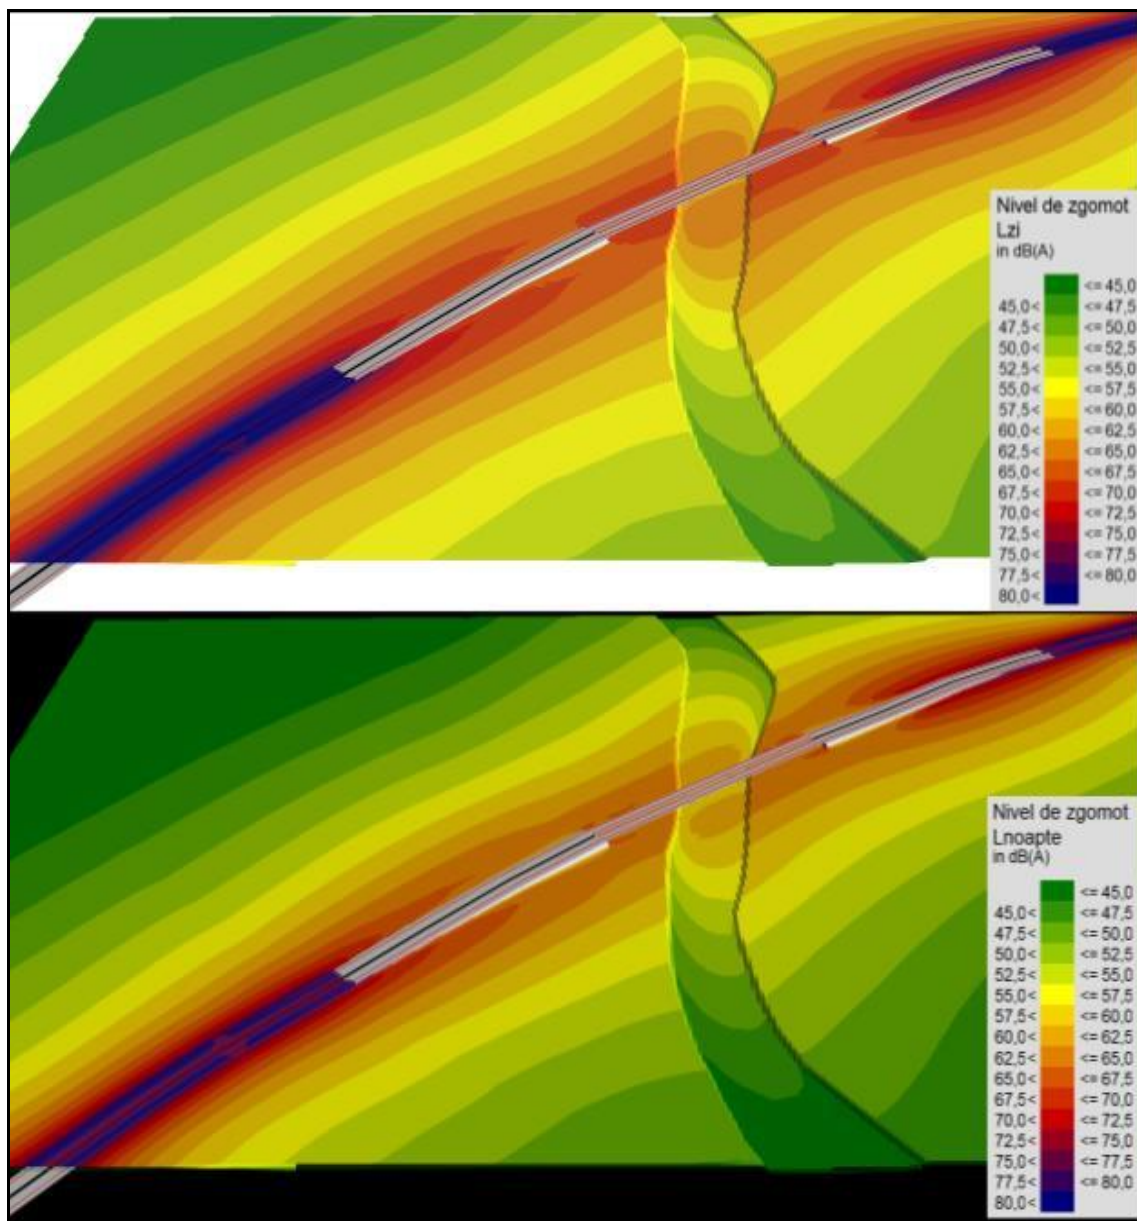 Nivel de zgomot
Lzi
in dB(A)
<= 45,0
45,0< <= 47,5
47,5< <= 50,0
50,0< <= 52,5
52,5< <= 55,0
55,0< <= 57,5
57,5< <= 60,0
60,0< <= 62,5
62,5< <= 65,0
65,0< <= 67,5
67,5< <= 70,0
70,0< <= 72,5
72,5< <= 75,0
75,0< <= 77,5
77,5< <= 80,0
80,0<
Nivel de zgomot
Lnoapte
in dB(A)
<= 45,0
45,0< <= 47,5
47,5< <= 50,0
50,0< <= 52,5
52,5< <= 55,0
55,0< <= 57,5
57,5< <= 60,0
60,0< <= 62,5
62,5< <= 65,0
65,0< <= 67,5
67,5< <= 70,0
70,0< <= 72,5
72,5< <= 75,0
75,0< <= 77,5
77,5< <= 80,0
80,0<